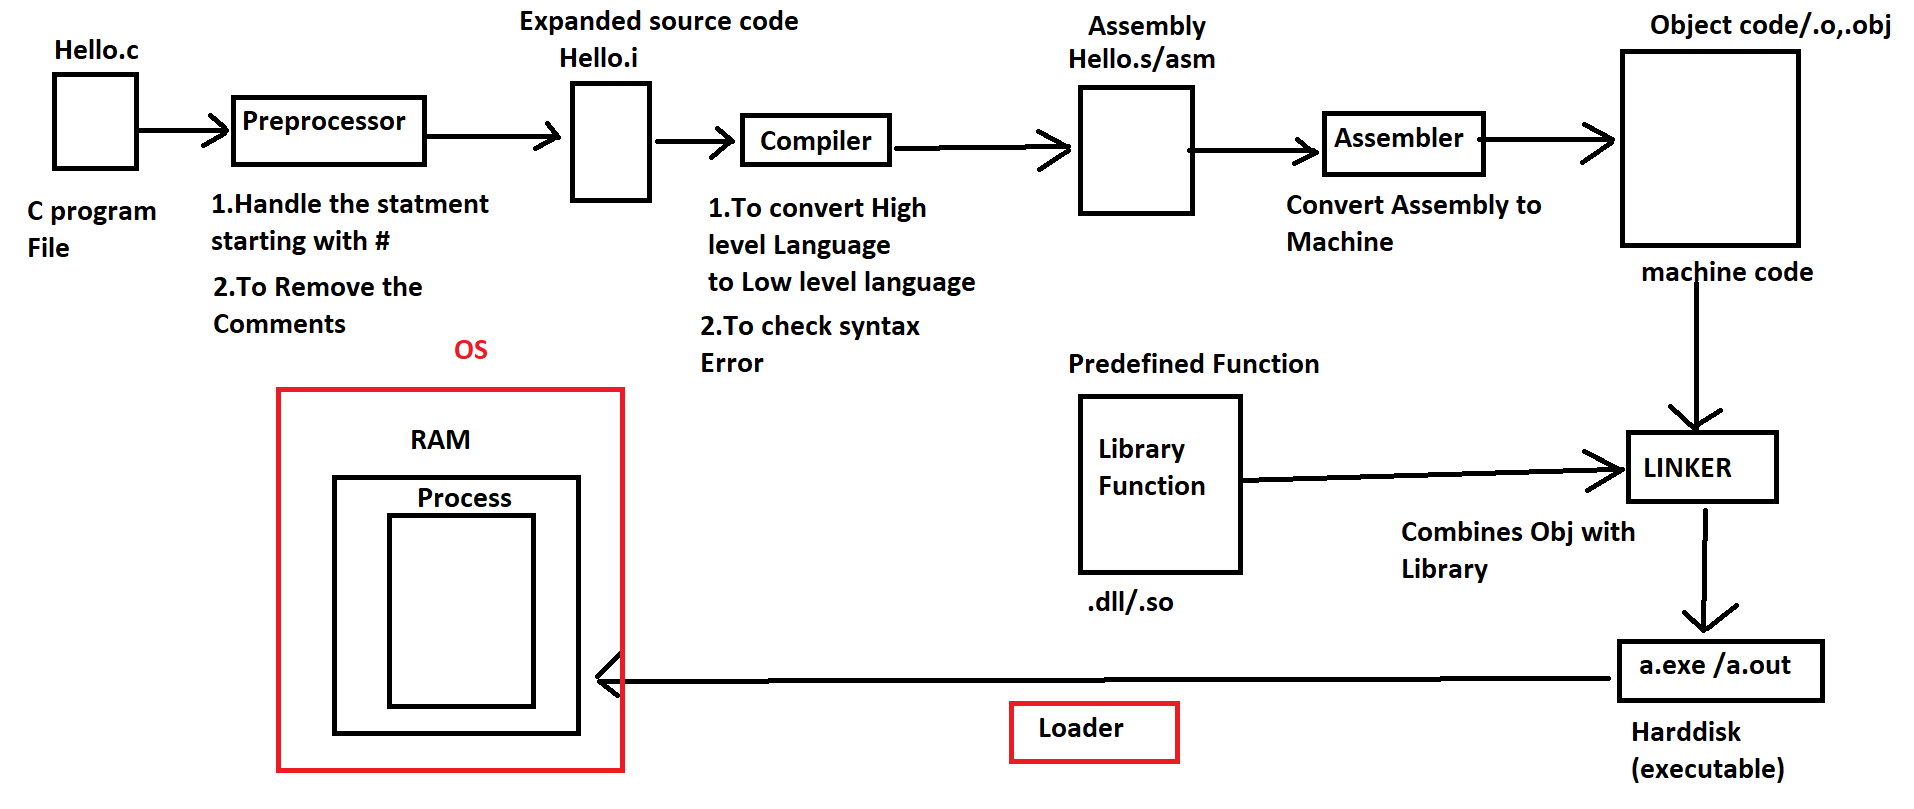 Hello.c
Expanded source code
Hello.i
Assembly
Hello.s/asm
Object code/.o,.obj
Preprocessor
Compiler
Assembler
C program
File
1.Handle the statment
starting with #
2.To Remove the
Comments
1.To convert High
level Language
to Low level language
2.To check syntax
Error
Convert Assembly to
Machine
machine code
OS
RAM
Process
Predefined Function
Library
Function
.dll/.so
LINKER
Combines Obj with
Library
a.exe /a.out
Loader
Harddisk
(executable)